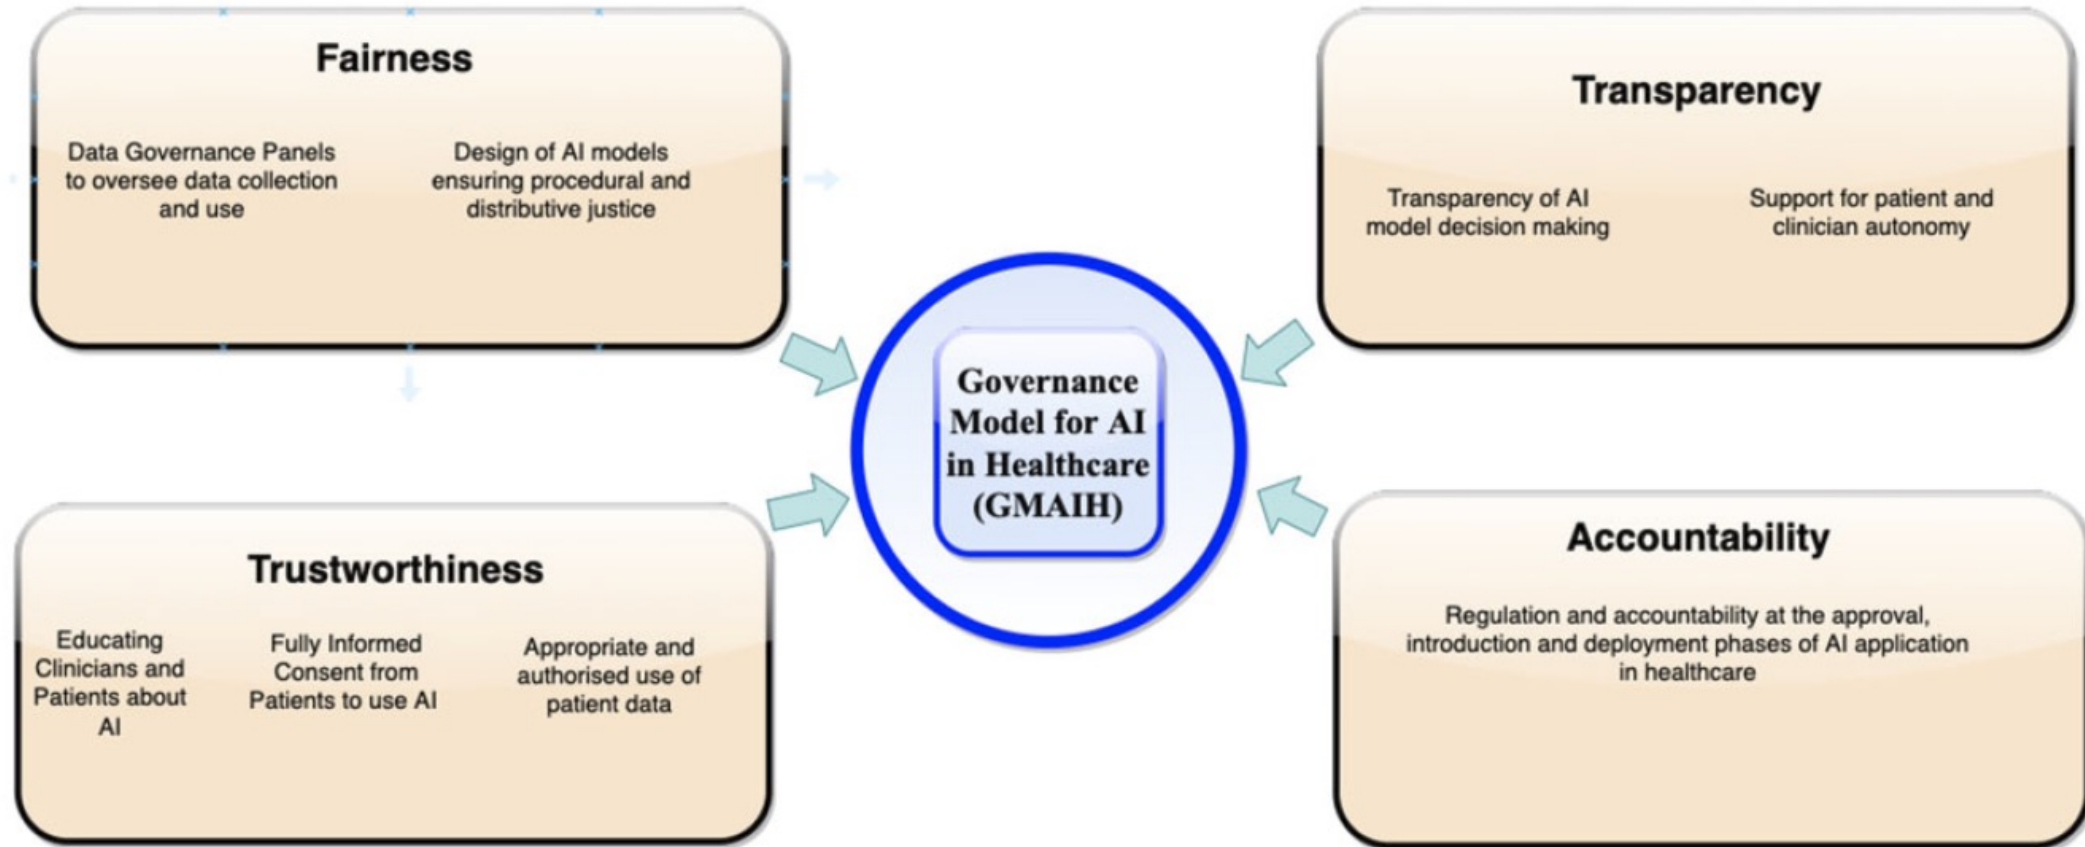 Fairness
Data Governance Panels
to oversee data collection
and use
Design of AI models
ensuring procedural and
distributive justice
Transparency
Transparency of AI
model decision making
Support for patient and
clinician autonomy
Governance
Model for AI
in Healthcare
(GMAIH)
Trustworthiness
Educating
Clinicians and
Patients about
AI
Fully Informed
Consent from
Patients to use AI
Appropriate and
authorised use of
patient data
Accountability
Regulation and accountability at the approval,
introduction and deployment phases of AI application
in healthcare